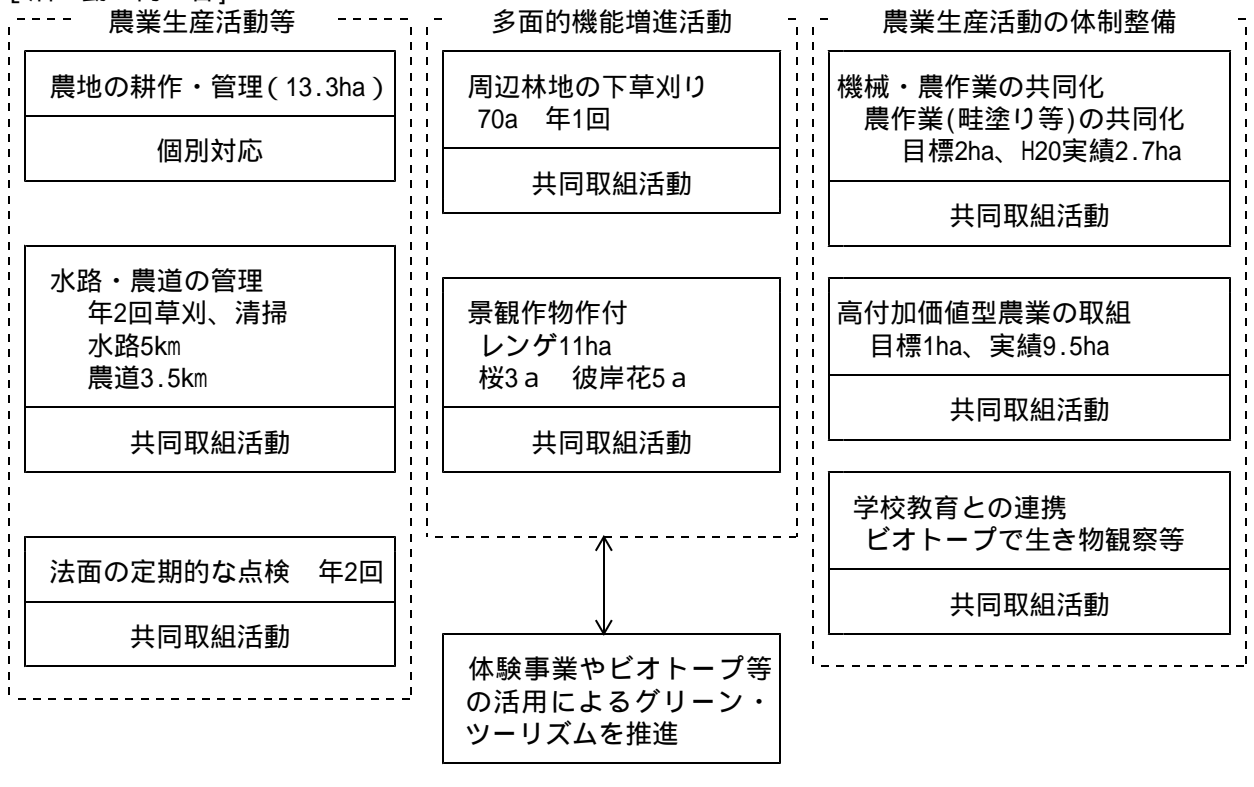 農業生産活動等
農地の耕作・管理(13.3ha)
個別対応
水路・農道の管理
年2回草刈、清掃
水路5km
農道3.5km
共同取組活動
法面の定期的な点検 年2回
共同取組活動
多面的機能増進活動
周辺林地の下草刈り
70a 年1回
共同取組活動
景観作物作付
レンゲ11ha
桜3a 彼岸花5a
共同取組活動
体験事業やビオトープ等
の活用によるグリーン・
ツーリズムを推進
農業生産活動の体制整備
機械・農作業の共同化
農作業(畦塗り等)の共同化
目標2ha、H20実績2.7ha
共同取組活動
高付加価値型農業の取組
目標1ha、実績9.5ha
共同取組活動
学校教育との連携
ビオトープで生き物観察等
共同取組活動